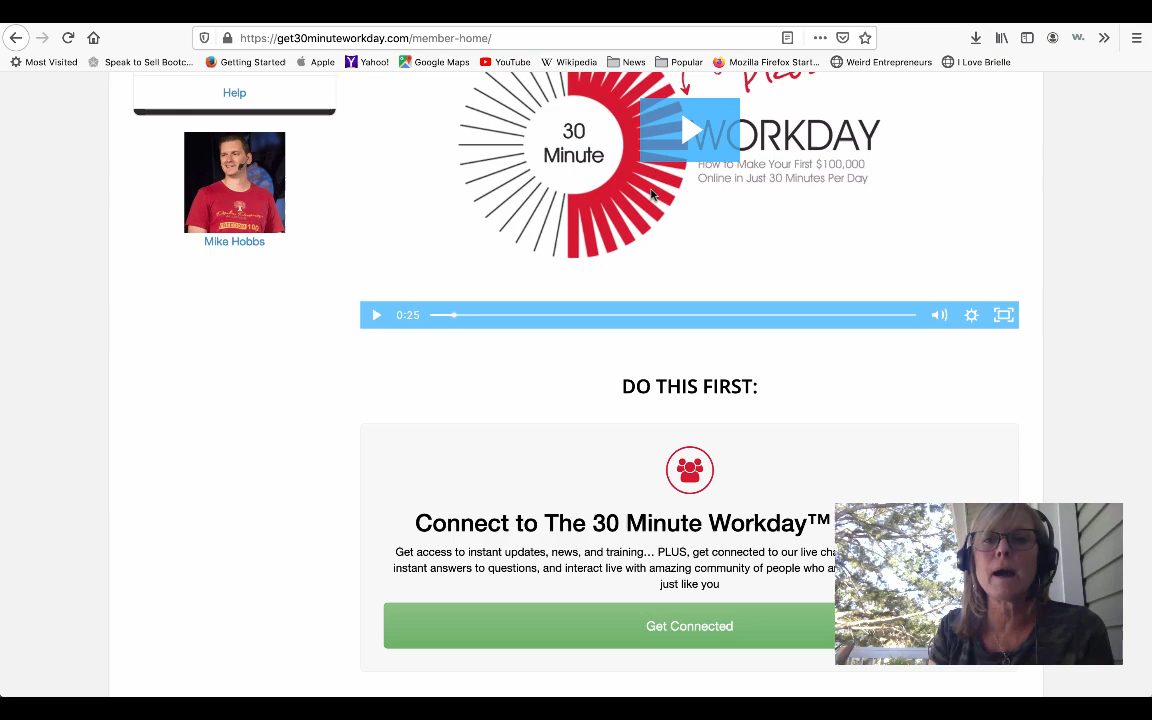 https://get30minuteworkday.com/member-home/
w.
Most Visited
Speak to Sell Bootc...
Getting Started
Apple
Yahoo!
Google Maps
YouTube
Wikipedia
News
Popular
Mozilla Firefox Start...
Weird Entrepreneurs
I Love Brielle
Help
Mike Hobbs
30
Minute
WORKDAY
How to Make Your First $100,000
Online in Just 30 Minutes Per Day
0:25
DO THIS FIRST:
Connect to The 30 Minute Workday™
Get access to instant updates, news, and training... PLUS, get connected to our live
instant answers to questions, and interact live with amazing community of people who
just like you
Get Connected